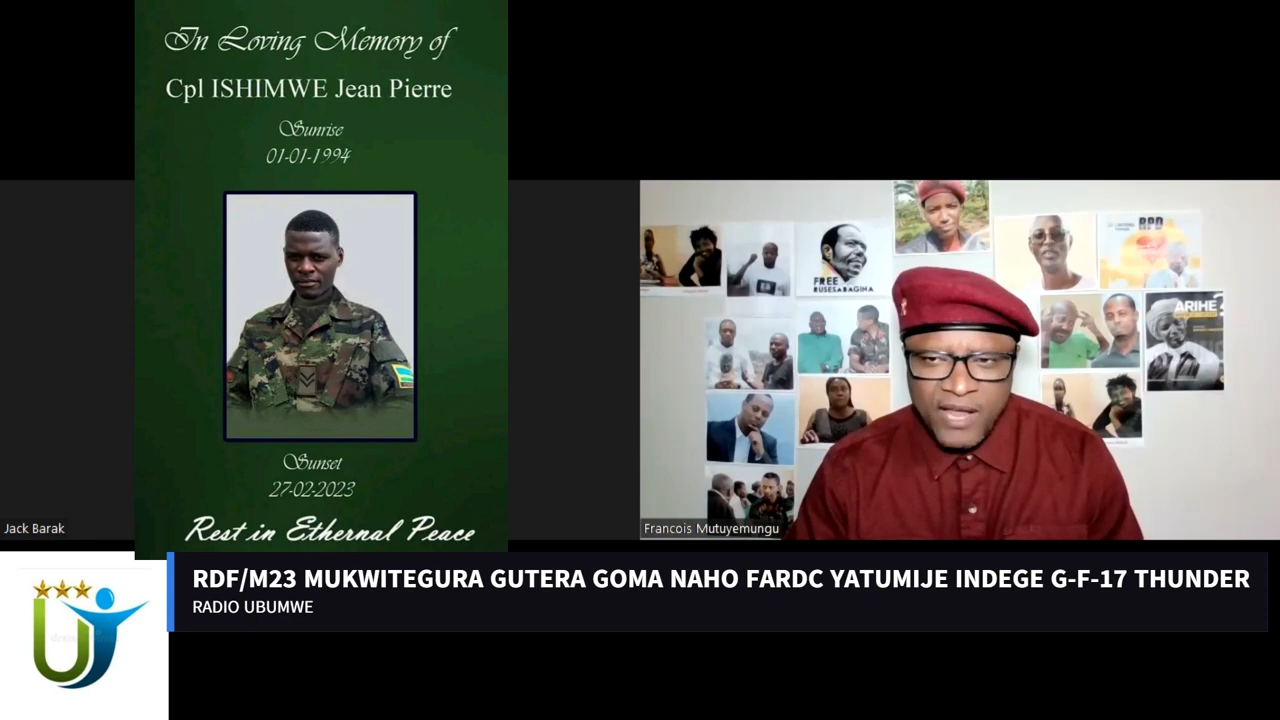 In Loving Memory of
Cpl ISHIMWE Jean Pierre
Sunrise
01-01-1994
Sunset
27-02-2023
Rest in Ethernal Peace
Jack Barak
FREE
RUSESABAGINA
RPD
ARIHE?
Francois Mutuyemungu
RDF/M23 MUKWITEGURA GUTERA GOMA NAHO FARDC YATUMIJE INDEGE G-F-17 THUNDER
RADIO UBUMWE